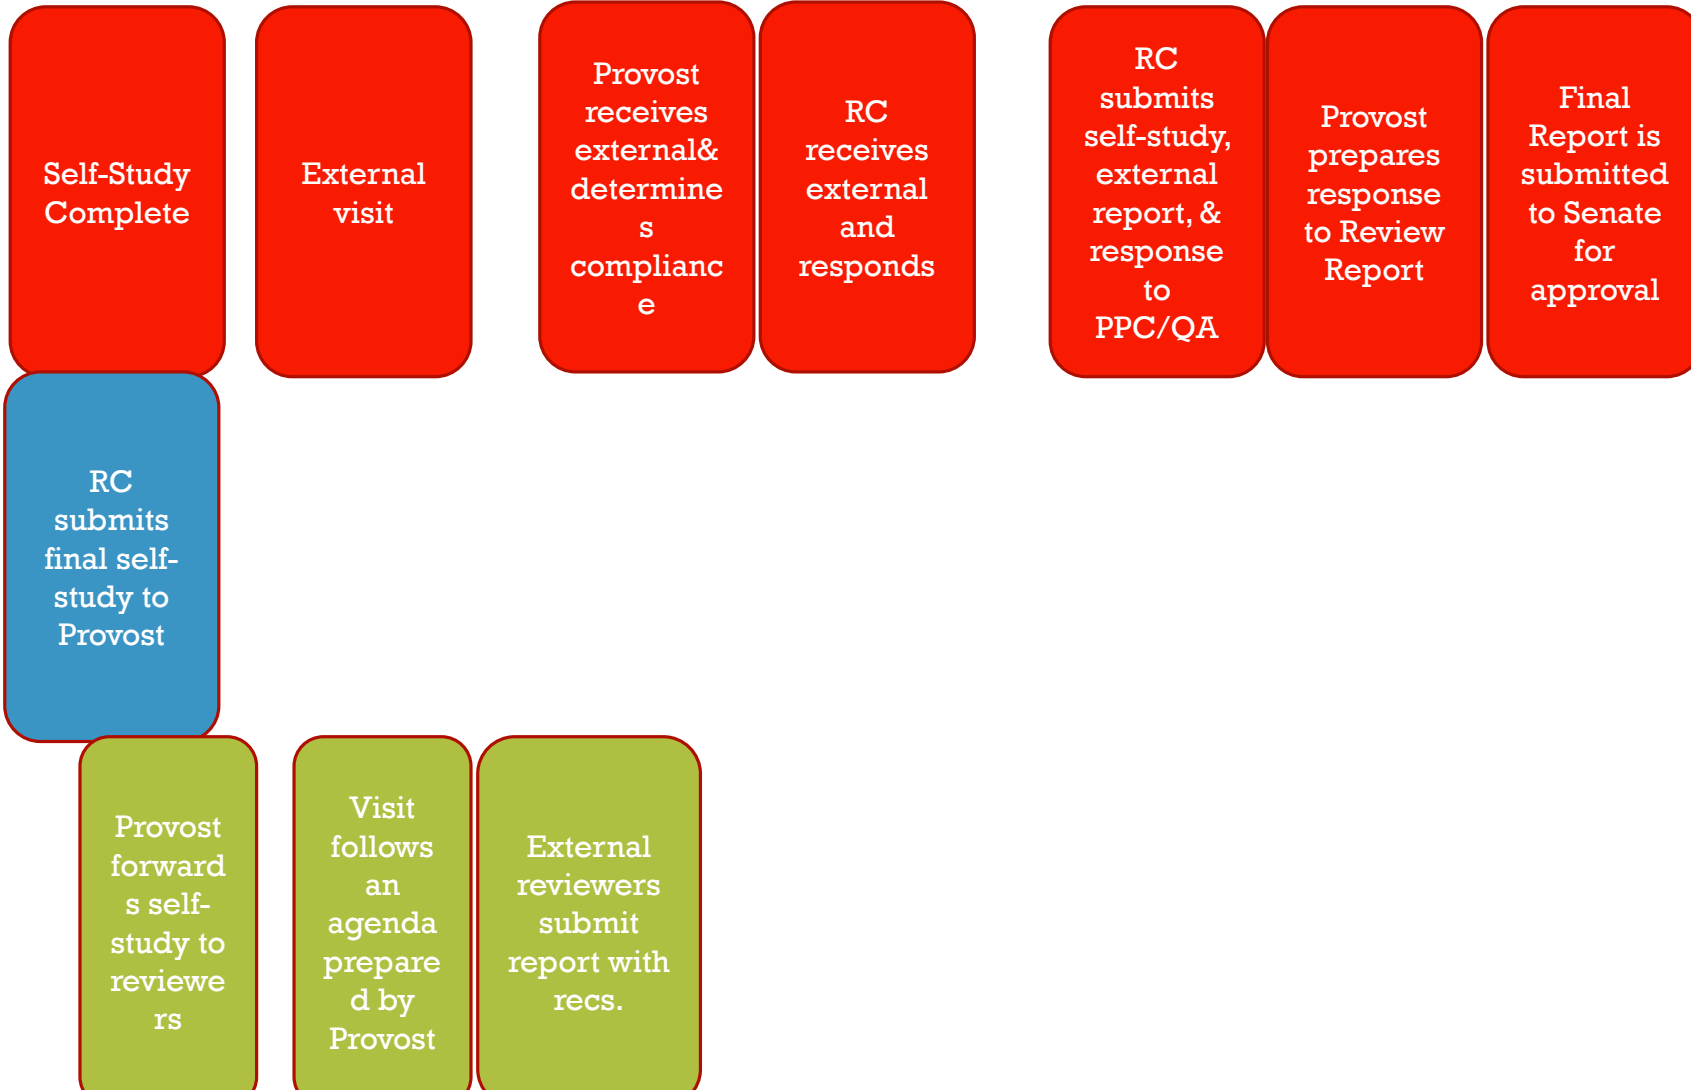 Self-Study
Complete
External
visit
Provost
receives
external&
determine
s
complianc
e
RC
receives
external
and
responds
RC
submits
self-study,
external
report, &
response
to
PPC/QA
Provost
prepares
response
to Review
Report
Final
Report is
submitted
to Senate
for
approval
RC
submits
final self-
study to
Provost
Provost
forward
s self-
study to
reviewe
rs
Visit
follows
an
agenda
prepare
d by
Provost
External
reviewers
submit
report with
recs.